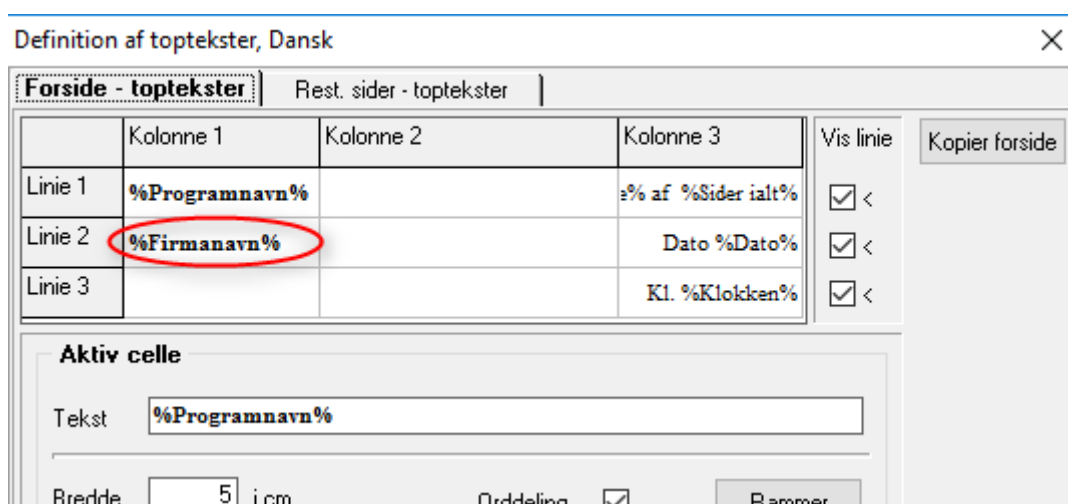 Definition af toptekster, Dansk
Forside - toptekster Rest. sider - toptekster
Kolonne 1 Kolonne 2 Kolonne 3 Vis linie Kopier forside
Linie 1 %Programnavn% e% af %Sider ialt% <
Linie 2 %Firmanavn% Dato %Dato% <
Linie 3 Kl. %Klokken% <
Aktiv celle
Tekst %Programnavn%
Bredde 5 i cm Orddeling Rammer